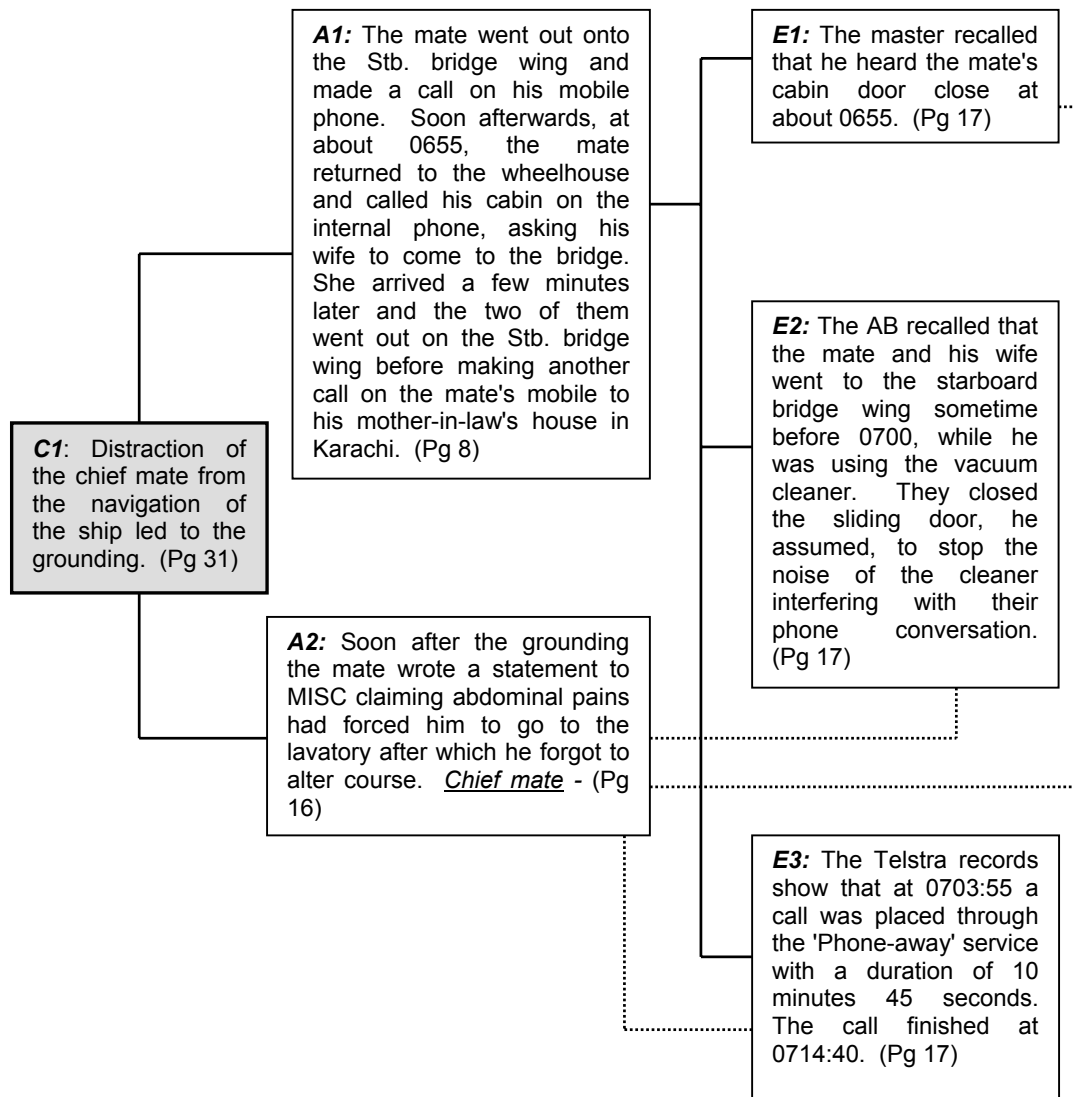 A1: The mate went out onto
the Stb. bridge wing and
made a call on his mobile
phone. Soon afterwards, at
about 0655, the mate
returned to the wheelhouse
and called his cabin on the
internal phone, asking his
wife to come to the bridge.
She arrived a few minutes
later and the two of them
went out on the Stb. bridge
wing before making another
call on the mate's mobile to
his mother-in-law's house in
Karachi. (Pg 8)
E1: The master recalled
that he heard the mate's
cabin door close at
about 0655. (Pg 17)
E2: The AB recalled that
the mate and his wife
went to the starboard
bridge wing sometime
before 0700, while he
was using the vacuum
cleaner. They closed
the sliding door, he
assumed, to stop the
noise of the cleaner
interfering with their
phone conversation.
(Pg 17)
C1: Distraction of
the chief mate from
the navigation of
the ship led to the
grounding. (Pg 31)
A2: Soon after the grounding
the mate wrote a statement to
MISC claiming abdominal pains
had forced him to go to the
lavatory after which he forgot to
alter course. Chief mate - (Pg
16)
E3: The Telstra records
show that at 0703:55 a
call was placed through
the 'Phone-away' service
with a duration of 10
minutes 45 seconds.
The call finished at
0714:40. (Pg 17)